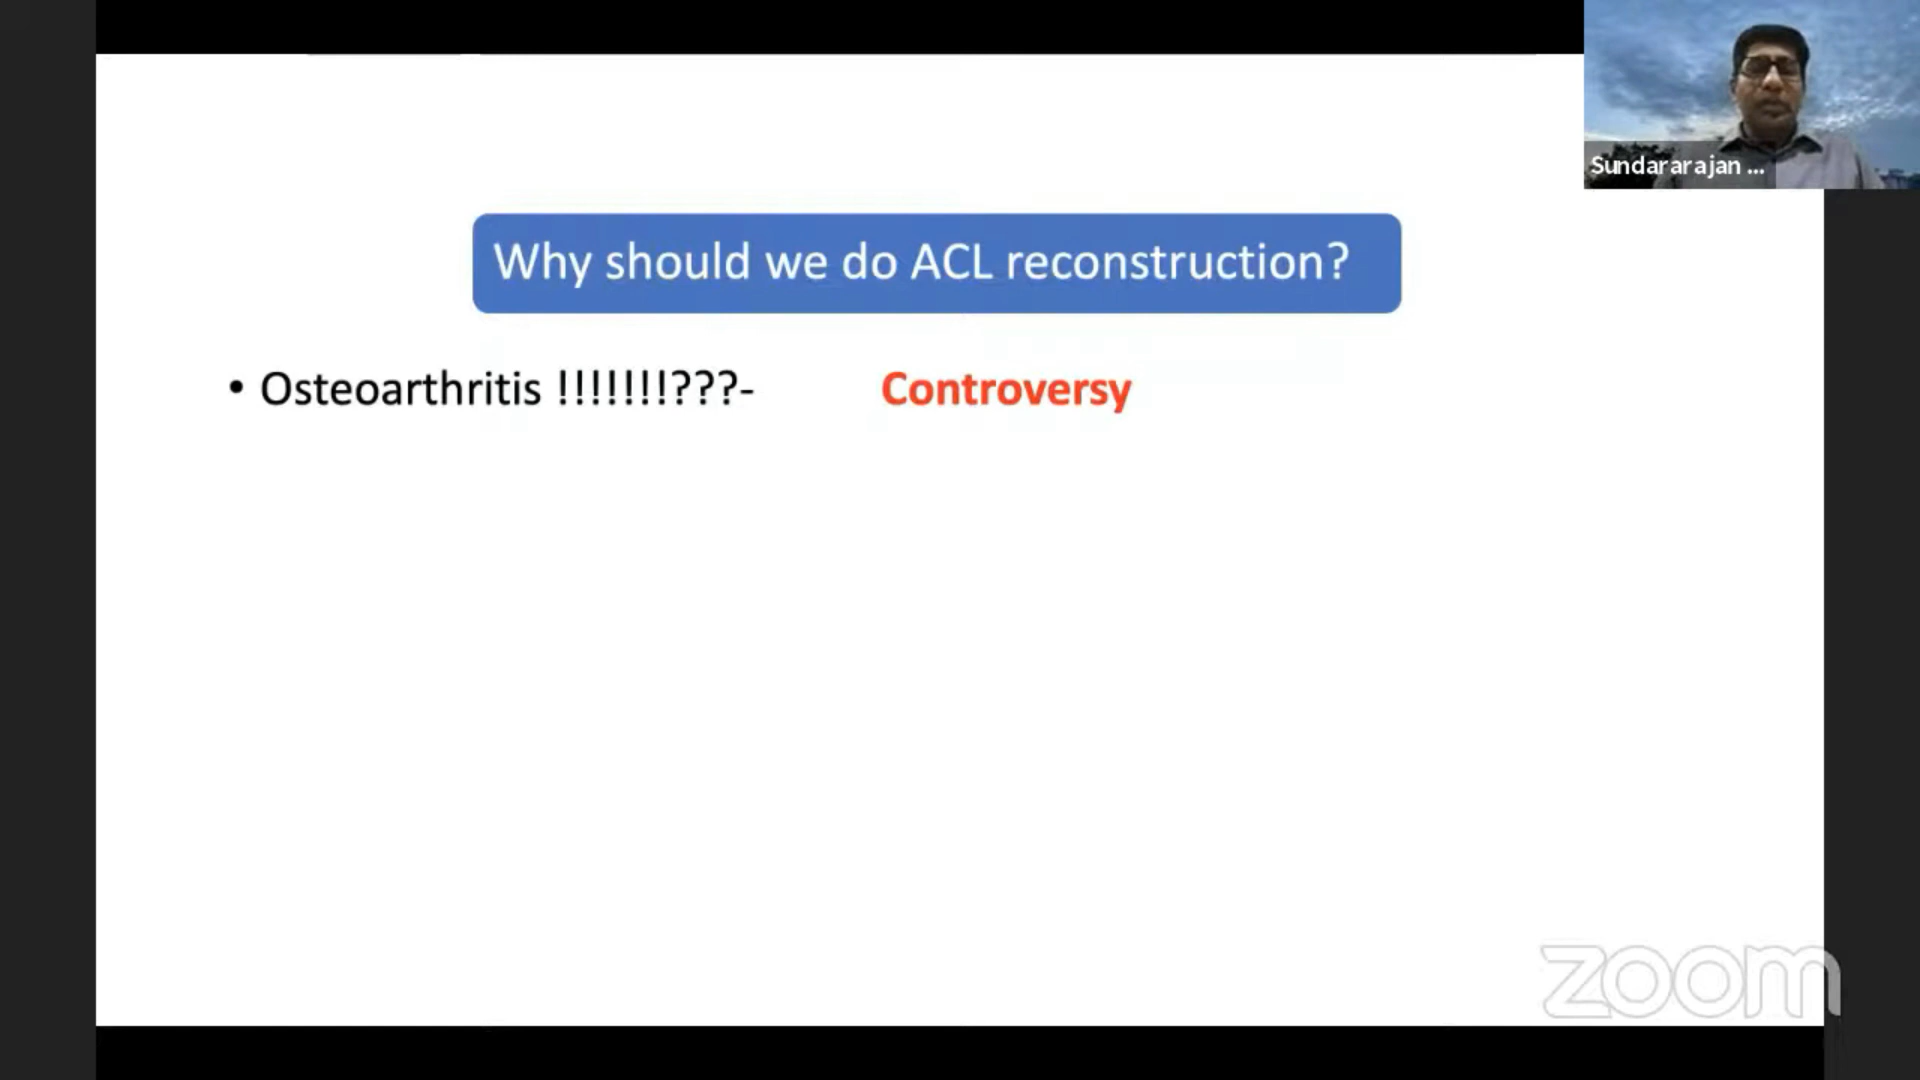 Sundararajan ...
Why should we do ACL reconstruction?
• Osteoarthritis !!!!!!!???- Controversy
zoom